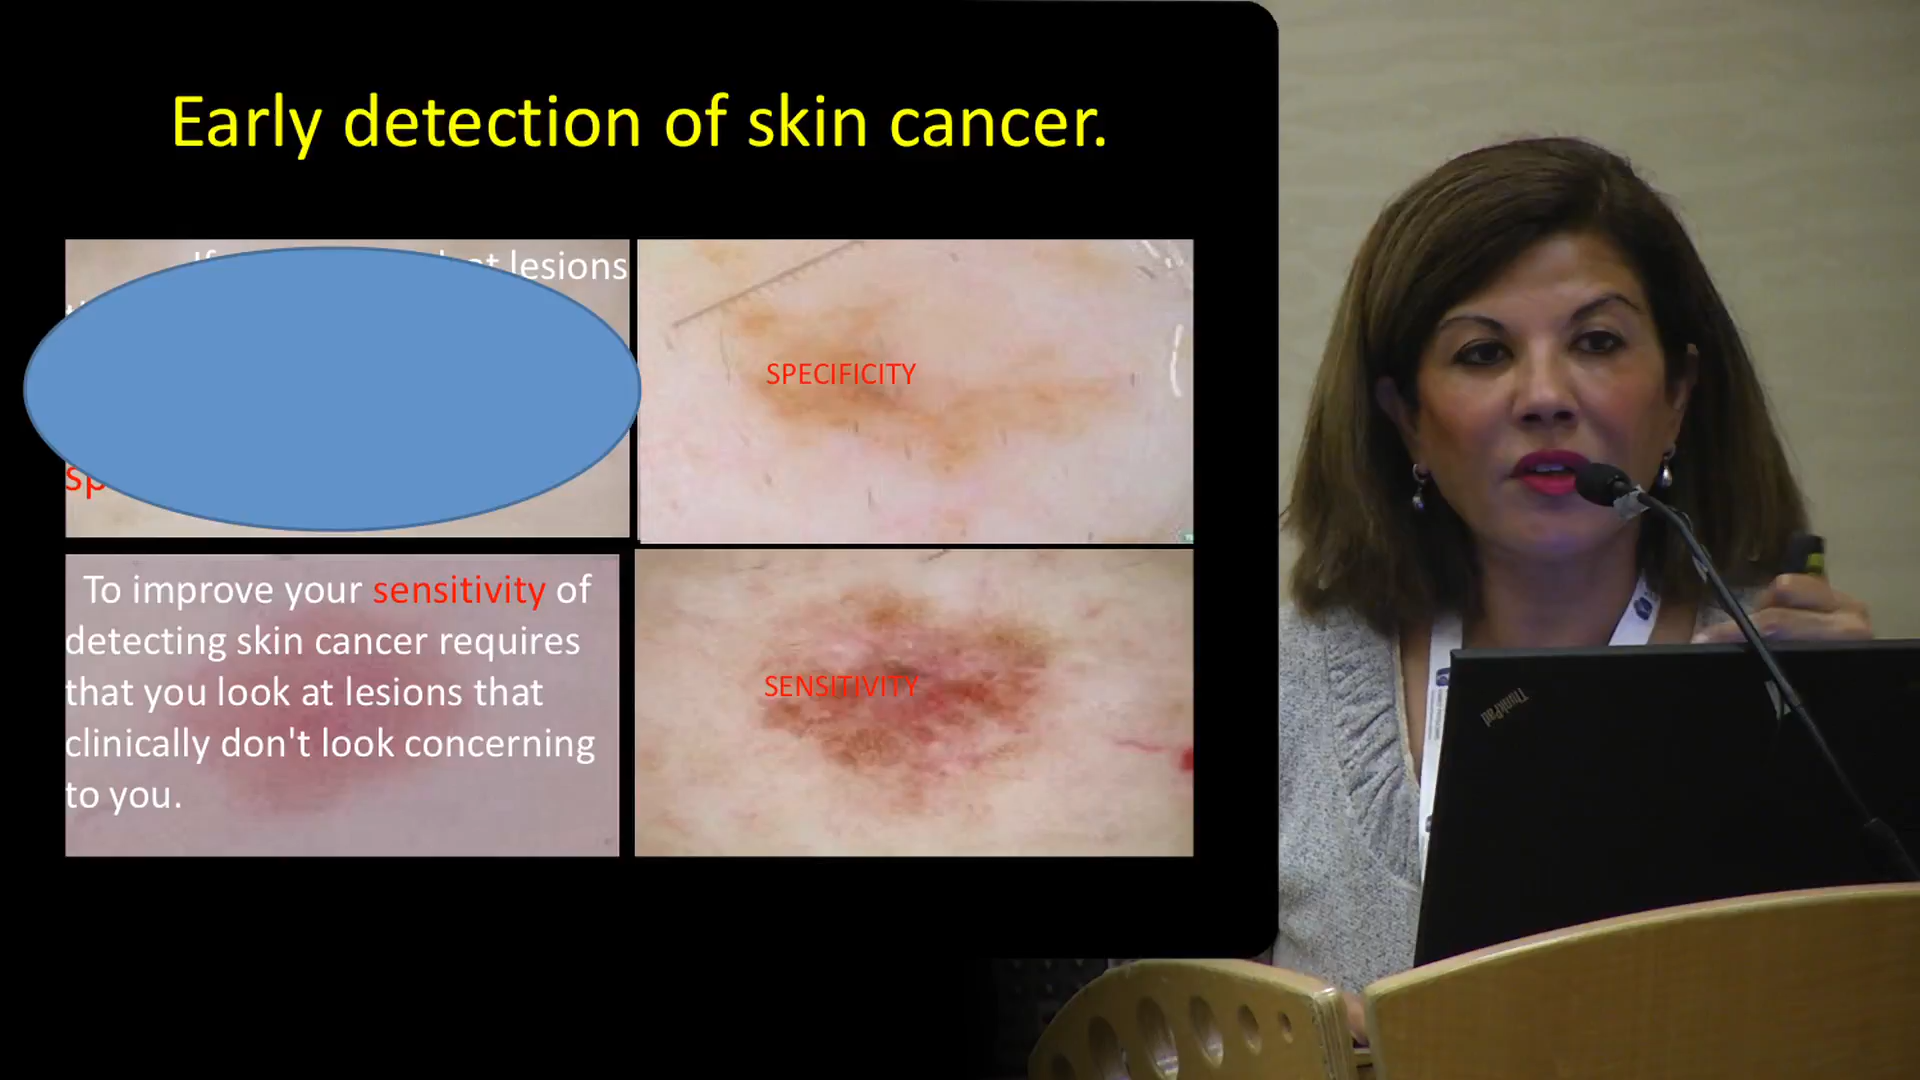 Early detection of skin cancer.
lesions
SPECIFICITY
To improve your sensitivity of
detecting skin cancer requires
that you look at lesions that
clinically don't look concerning
to you.
SENSITIVITY
ThinkPad